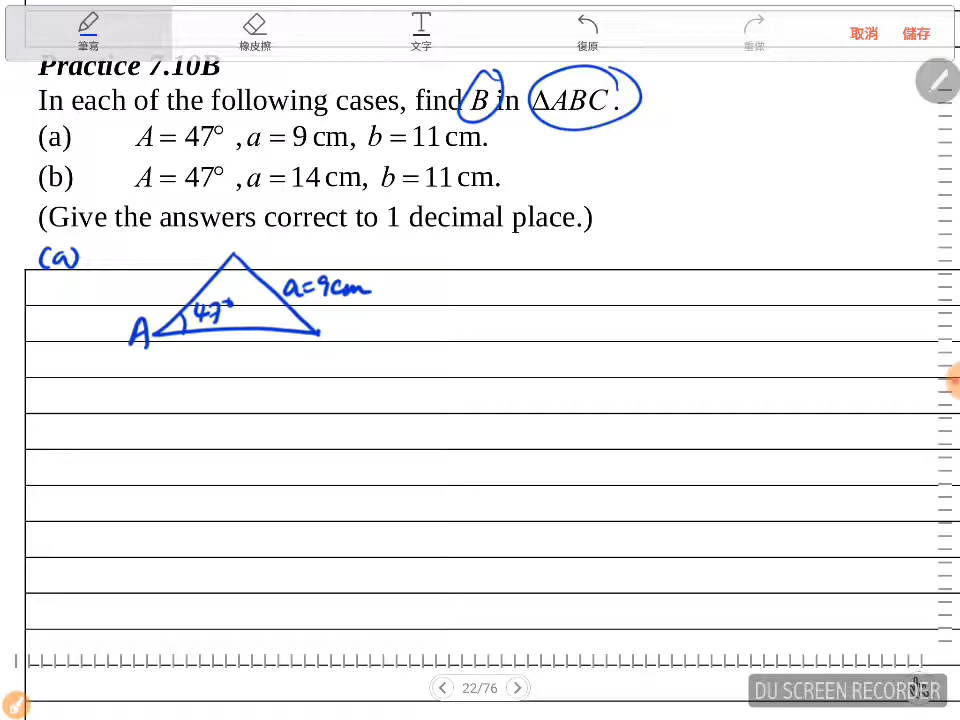 筆寫 橡皮擦 文字 復原 重做 取消 儲存
Practice 7.10B
In each of the following cases, find B in ΔABC.
(a) A = 47° , a = 9 cm, b = 11 cm.
(b) A = 47° , a = 14 cm, b = 11 cm.
(Give the answers correct to 1 decimal place.)
(a)
a=9cm
47°
A
22/76
DU SCREEN RECORDER